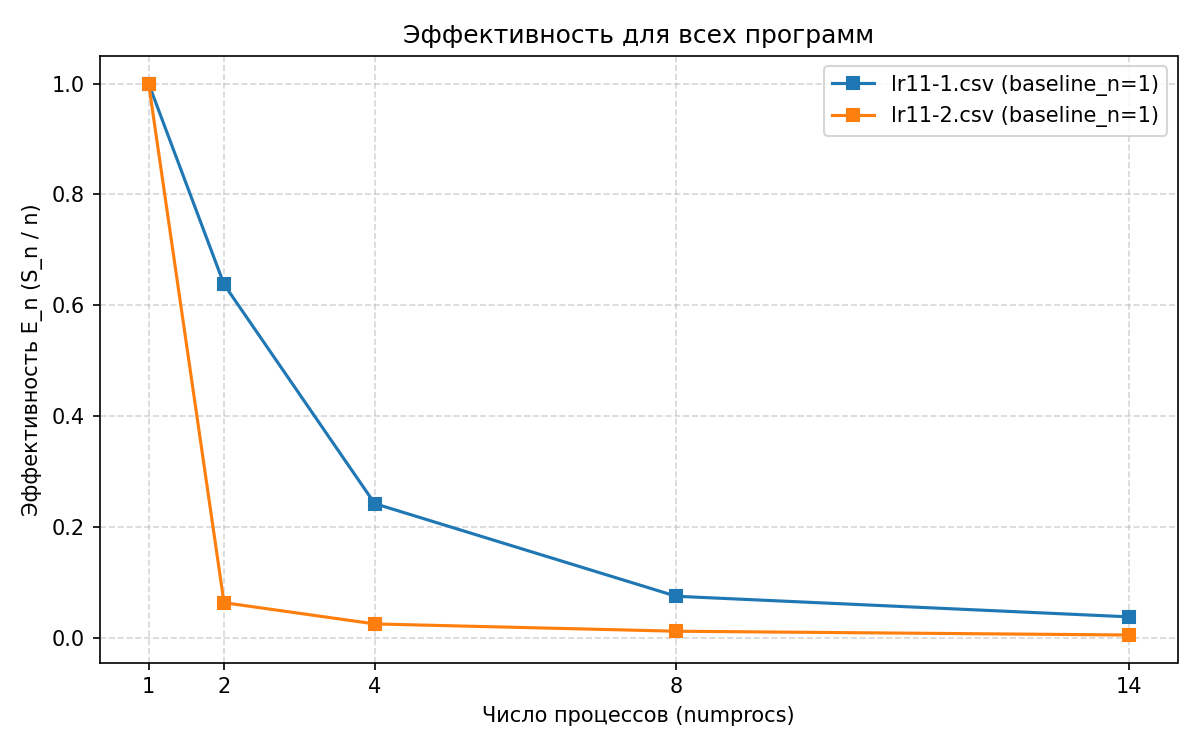 Эффективность для всех программ
lr11-1.csv (baseline_n=1)
lr11-2.csv (baseline_n=1)
Эффективность E_n (S_n / n)
1.0
0.8
0.6
0.4
0.2
0.0
1 2 4 8 14
Число процессов (numprocs)